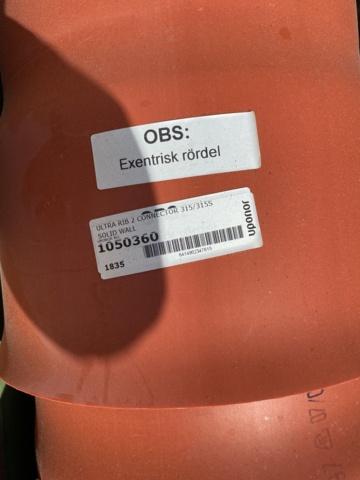 OBS:
Exentrisk rördel
ULTRA RIB 2 CONNECTOR 315/315S
SOLID WALL
1050360
1835
uponor